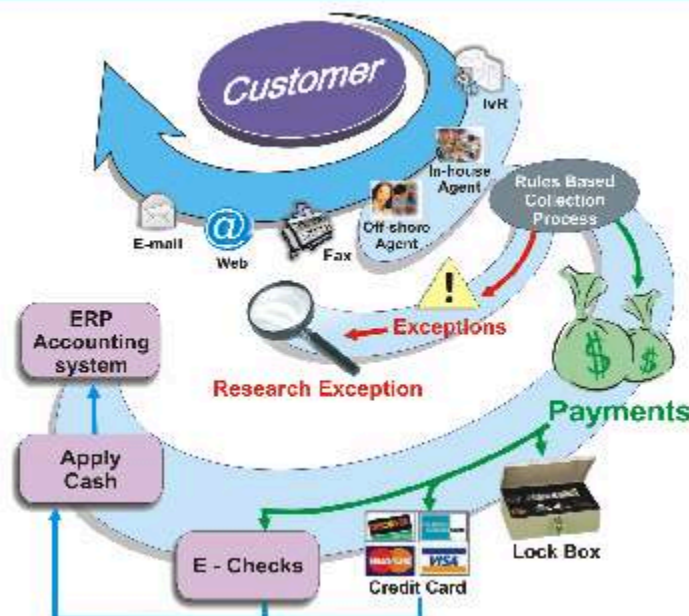 Customer
IVR
In-house
Agent
Off-shore
Agent
Fax
Web
E-mail
@
Rules Based
Collection
Process
!
Exceptions
Research Exception
$
$
Payments
ERP
Accounting
system
Apply
Cash
E - Checks
Credit Card
VISA
Lock Box